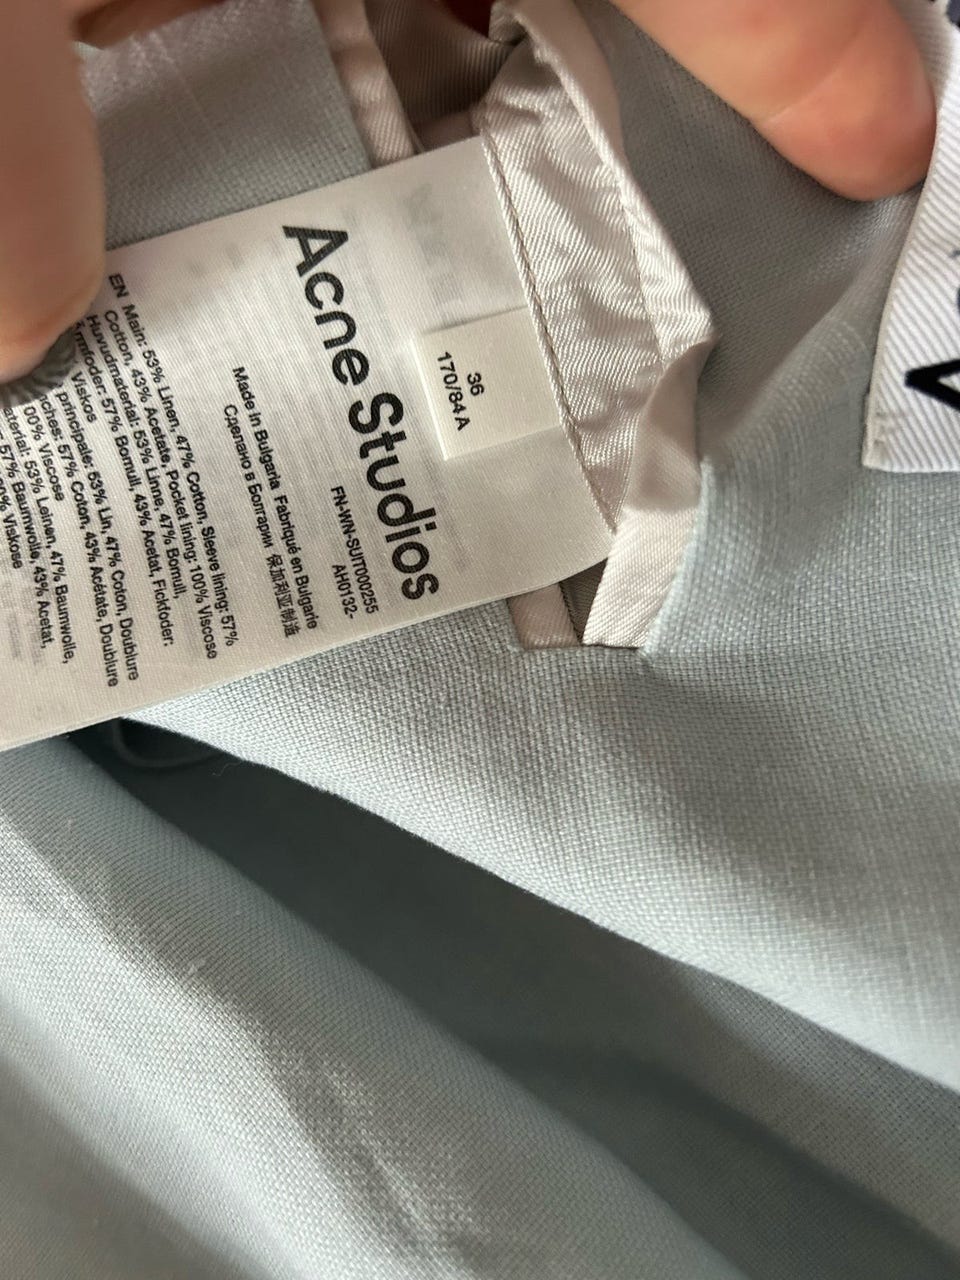 Acne Studios
36
170/84 A
FN-WN-SUIT000255
AH0132-
Made in Bulgaria Fabriqué en Bulgarie
Сделано в Болгарии 保加利亚制造
EN Main: 53% Linen, 47% Cotton, Sleeve lining: 57%
Cotton, 43% Acetate, Pocket lining: 100% Viscose
Huvudmaterial: 53% Linne, 47% Bomull,
Ärmfoder: 57% Bomull, 43% Acetat, Fickfoder:
Viskos
principale: 53% Lin, 47% Coton, Doublure
57% Coton, 43% Acétate, Doublure
Viscose
53% Leinen, 47% Baumwolle,
57% Baumwolle, 43% Acetat,
Viskose
Ac